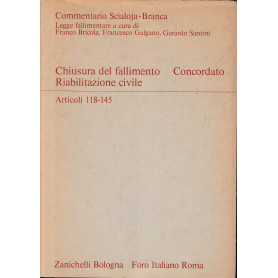 Commentario Scialoja-Branca
Legge fallimentare a cura di
Franco Bricola, Francesco Galgano, Gerardo Santini
Chiusura del fallimento Concordato
Riabilitazione civile
Articoli 118-145
Zanichelli Bologna Foro Italiano Roma